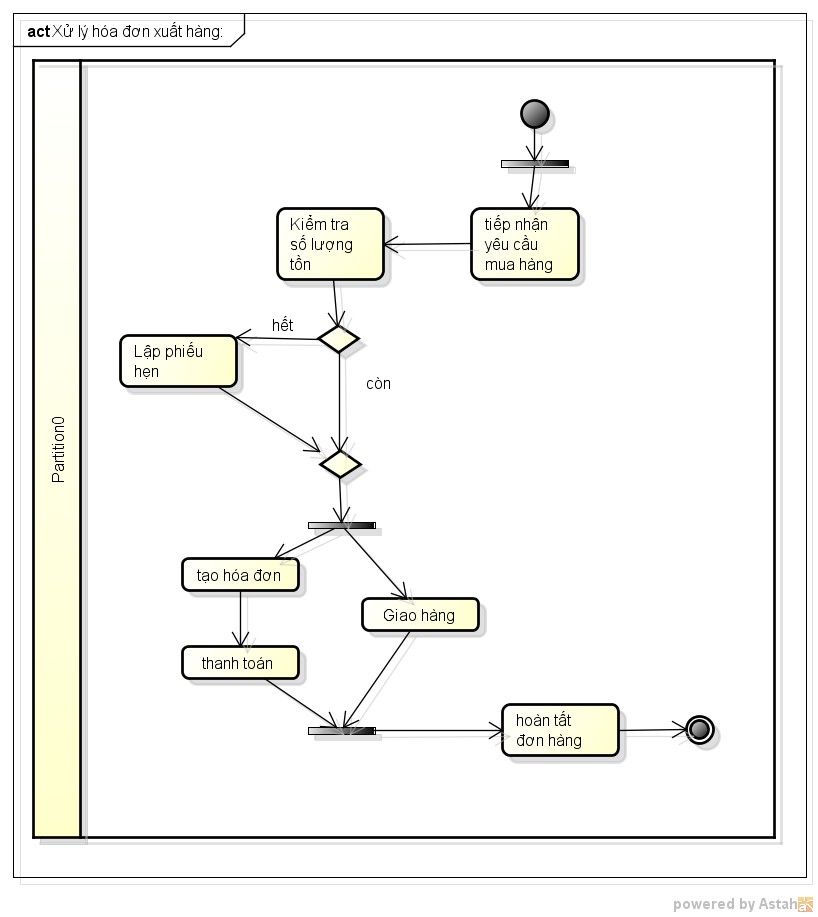 act Xử lý hóa đơn xuất hàng:
Partition0
tiếp nhận
yêu cầu
mua hàng
Kiểm tra
số lượng
tồn
hết
Lập phiếu
hẹn
còn
tạo hóa đơn
Giao hàng
thanh toán
hoàn tất
đơn hàng
powered by Astah